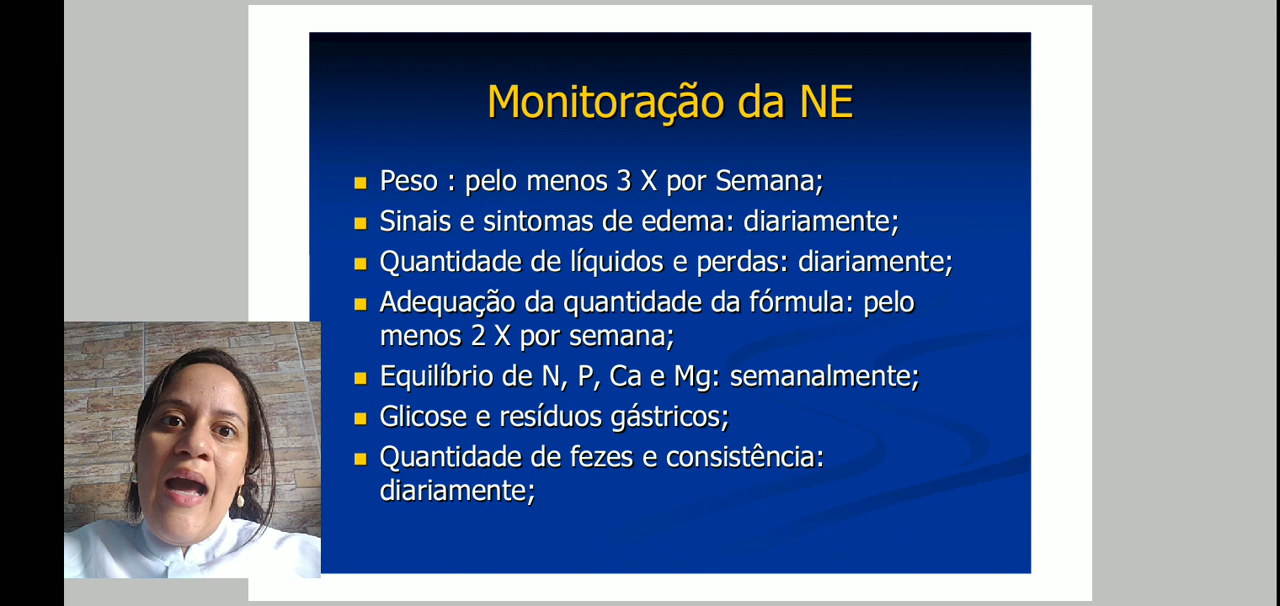 Monitoração da NE
Peso : pelo menos 3 X por Semana;
Sinais e sintomas de edema: diariamente;
Quantidade de líquidos e perdas: diariamente;
Adequação da quantidade da fórmula: pelo
menos 2 X por semana;
Equilíbrio de N, P, Ca e Mg: semanalmente;
Glicose e resíduos gástricos;
Quantidade de fezes e consistência:
diariamente;